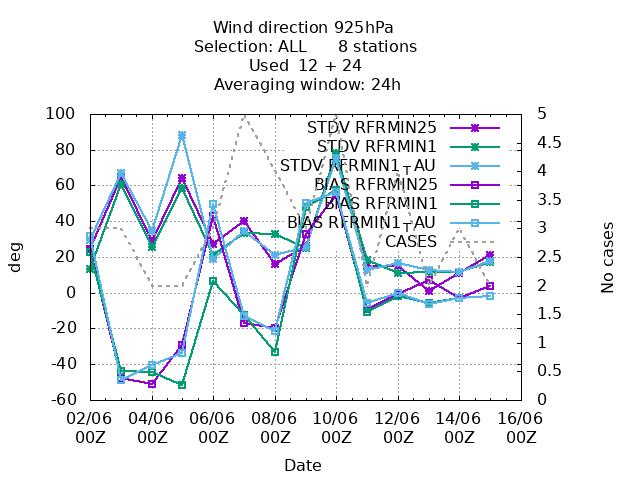 Wind direction 925hPa
Selection: ALL 8 stations
Used 12 + 24
Averaging window: 24h
100
80
60
40
20
0
-20
-40
-60
5
4.5
4
3.5
3
2.5
2
1.5
1
0.5
0
deg
No cases
STDV RFRMIN25
STDV RFRMIN1
STDV RFRMIN1_AU
BIAS RFRMIN25
BIAS RFRMIN1
BIAS RFRMIN1_AU
CASES
02/06 04/06 06/06 08/06 10/06 12/06 14/06 16/06
00Z 00Z 00Z 00Z 00Z 00Z 00Z 00Z
Date